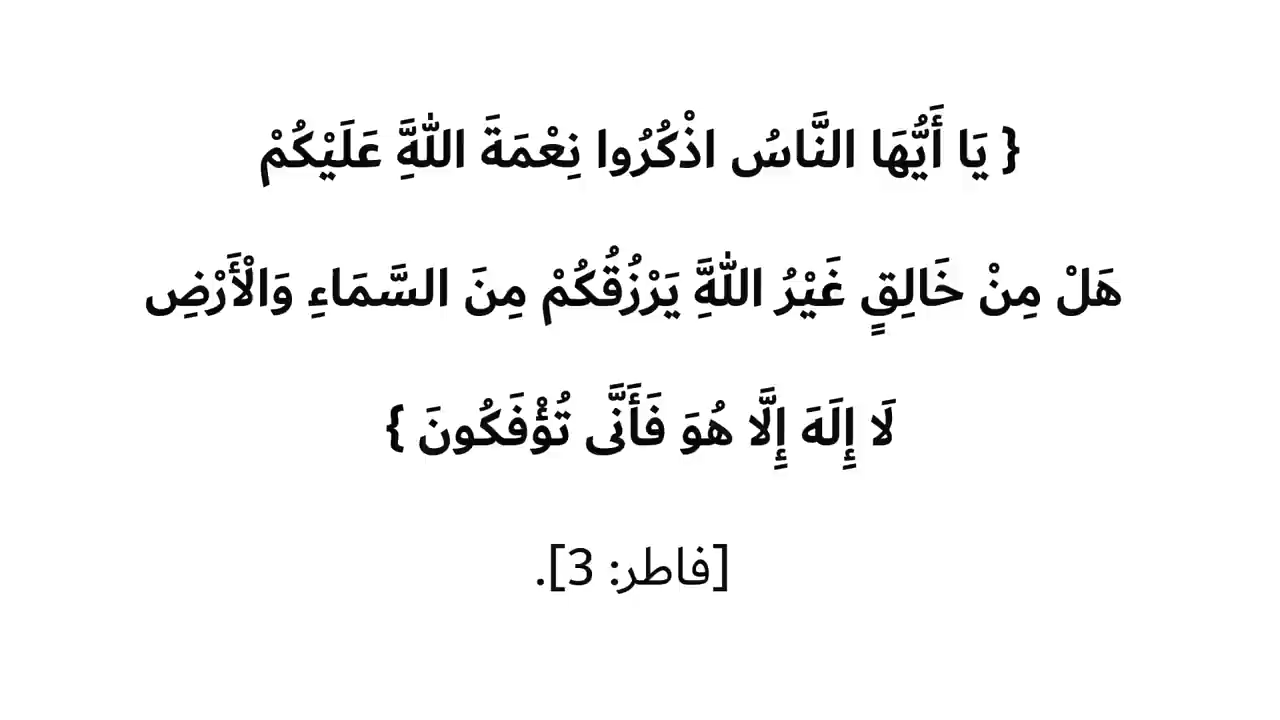 { يَا أَيُّهَا النَّاسُ اذْكُرُوا نِعْمَةَ اللَّهِ عَلَيْكُمْ
هَلْ مِنْ خَالِقٍ غَيْرُ اللَّهِ يَرْزُقُكُمْ مِنَ السَّمَاءِ وَالْأَرْضِ
لَا إِلَهَ إِلَّا هُوَ فَأَنَّى تُؤْفَكُونَ }
[فاطر: 3].